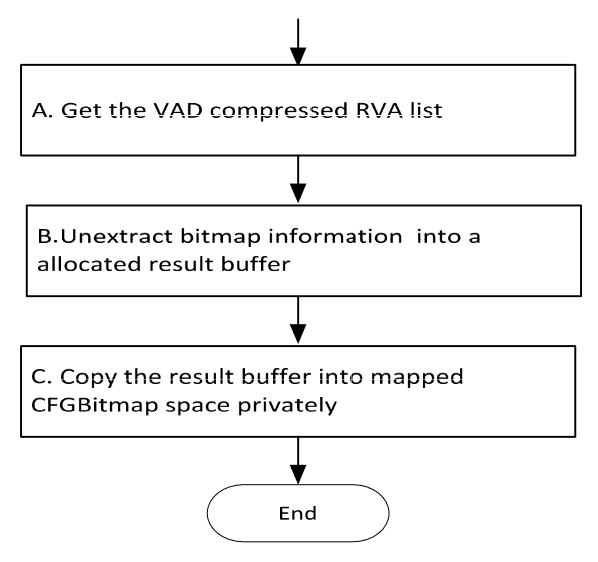 A. Get the VAD compressed RVA list
B.Unextract bitmap information  into a
allocated result buffer
C. Copy the result buffer into mapped
CFGBitmap space privately
End